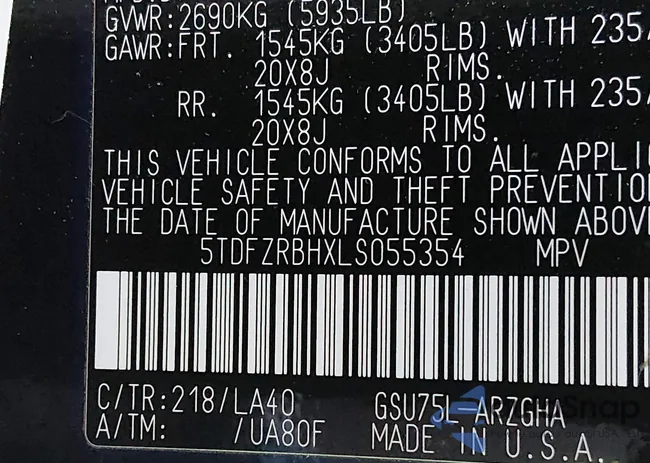 GVWR:2690KG (5935LB)
GAWR:FRT. 1545KG (3405LB) WITH 235/
20X8J RIMS.
RR. 1545KG (3405LB) WITH 235/
20X8J RIMS.
THIS VEHICLE CONFORMS TO ALL APPLI
VEHICLE SAFETY AND THEFT PREVENTION
THE DATE OF MANUFACTURE SHOWN ABOVE
5TDFZRBHXLS055354 MPV
C/TR:218/LA40 GSU75L-ARZGHA
A/TM: /UA80F MADE IN U.S.A.